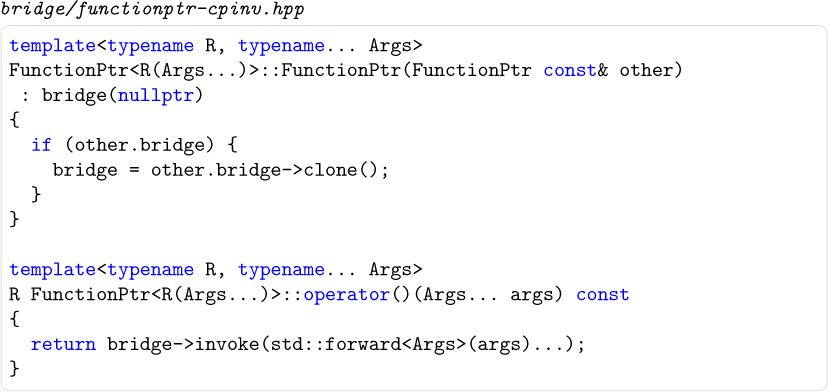 bridge/functionptr-cpinv.hpp
template<typename R, typename... Args>
FunctionPtr<R(Args...)>::FunctionPtr(FunctionPtr const& other)
 : bridge(nullptr)
{
  if (other.bridge) {
    bridge = other.bridge->clone();
  }
}

template<typename R, typename... Args>
R FunctionPtr<R(Args...)>::operator()(Args... args) const
{
  return bridge->invoke(std::forward<Args>(args)...);
}